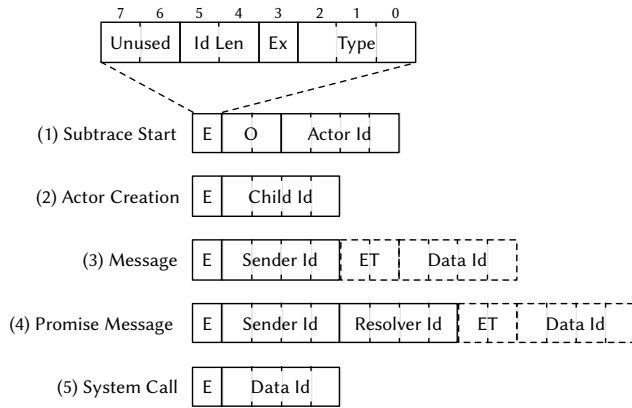 7 6 5 4 3 2 1 0
Unused Id Len Ex Type
(1) Subtrace Start E O Actor Id
(2) Actor Creation E Child Id
(3) Message E Sender Id ET Data Id
(4) Promise Message E Sender Id Resolver Id ET Data Id
(5) System Call E Data Id